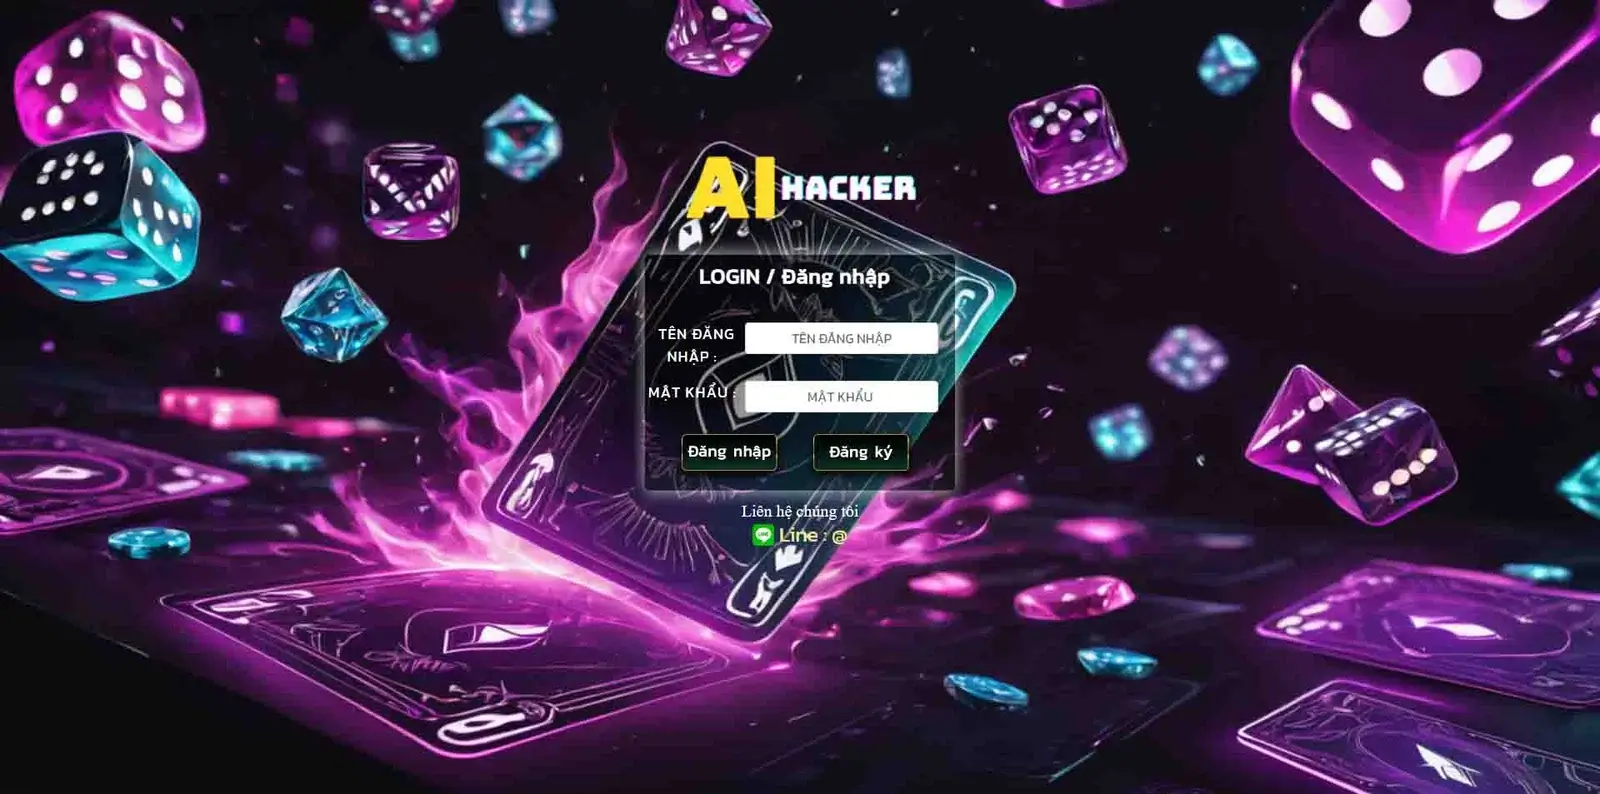 AI HACKER
LOGIN / Đăng nhập
TÊN ĐĂNG NHẬP : TÊN ĐĂNG NHẬP
MẬT KHẨU : MẬT KHẨU
Đăng nhập Đăng ký
Liên hệ chúng tôi
LINE Line : @